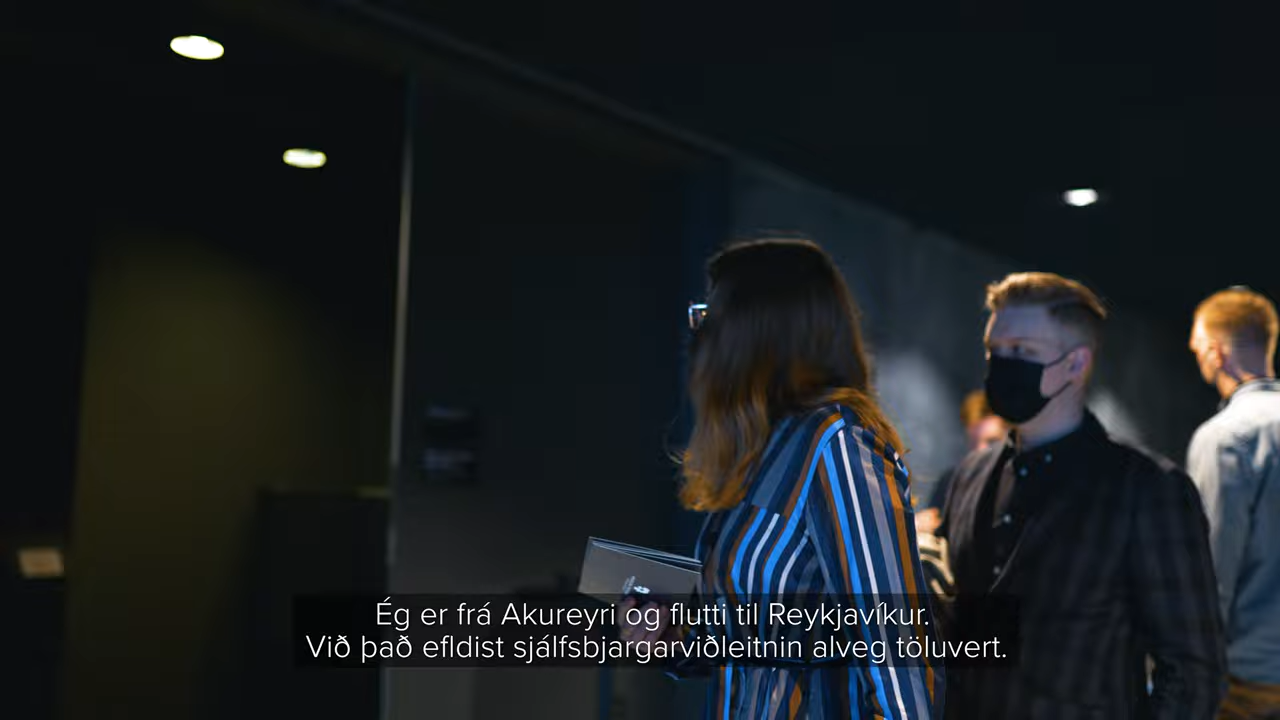 Ég er frá Akureyri og flutti til Reykjavíkur.
Við það efldist sjálfsbjargarviðleitnin alveg töluvert.